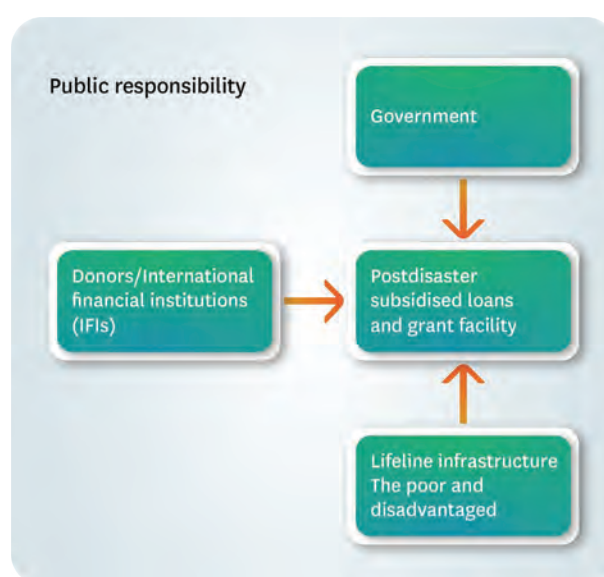 Public responsibility
Government
Donors/International
financial institutions
(IFIs)
Postdisaster
subsidised loans
and grant facility
Lifeline infrastructure
The poor and
disadvantaged